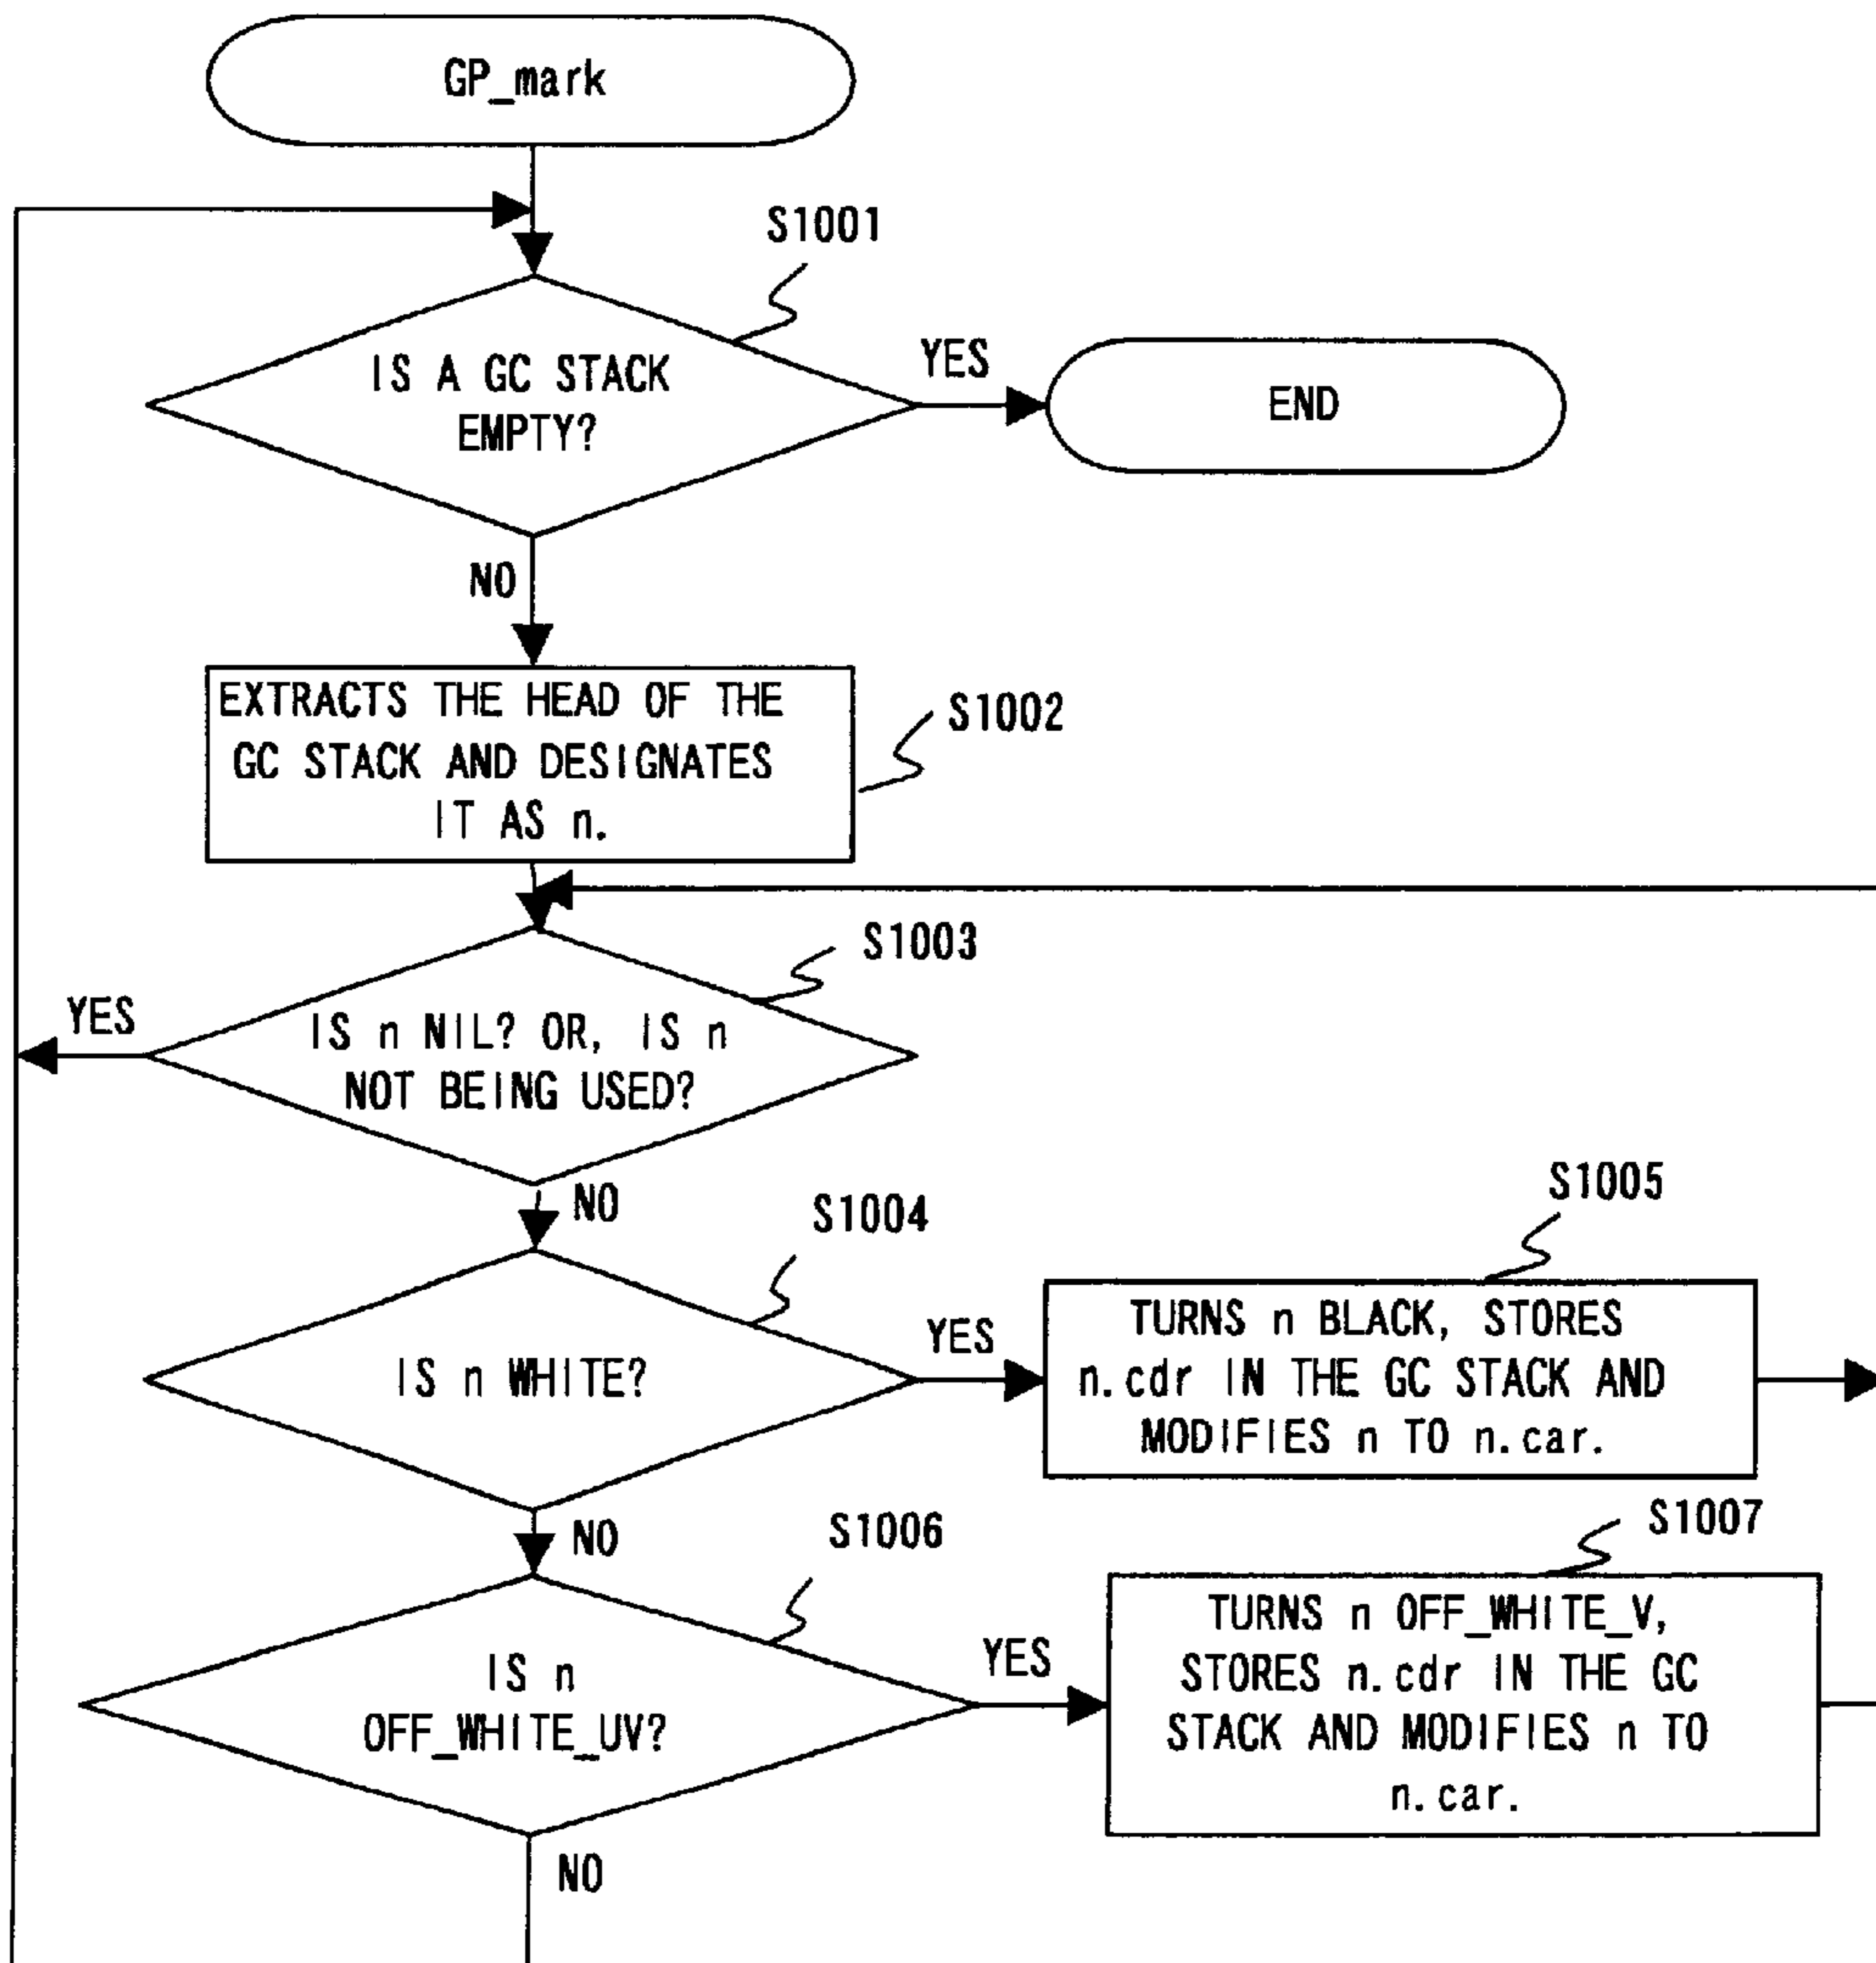 GP_mark
S1001
IS A GC STACK
EMPTY?
YES
END
NO
EXTRACTS THE HEAD OF THE
GC STACK AND DESIGNATES
IT AS n.
S1002
S1003
YES
IS n NIL? OR, IS n
NOT BEING USED?
NO
S1004
S1005
IS n WHITE?
YES
TURNS n BLACK, STORES
n.cdr IN THE GC STACK AND
MODIFIES n TO n.car.
NO
S1006
S1007
IS n
OFF_WHITE_UV?
YES
TURNS n OFF_WHITE_V,
STORES n.cdr IN THE GC
STACK AND MODIFIES n TO
n.car.
NO